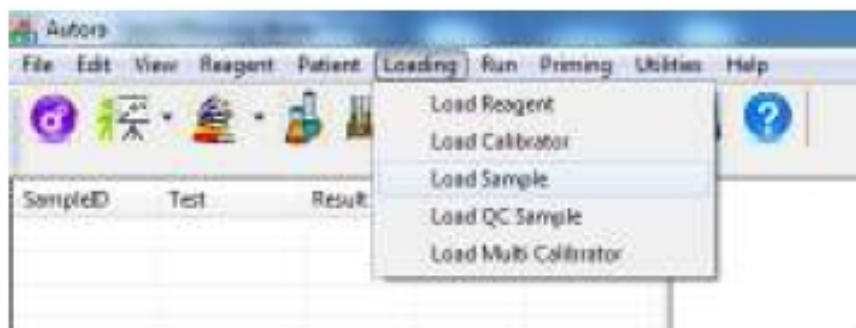 Autora
File Edit View Reagent Patient Loading Run Priming Utilities Help
Load Reagent
Load Calibrator
Load Sample
Load QC Sample
Load Multi Calibrator
SampleID Test Result